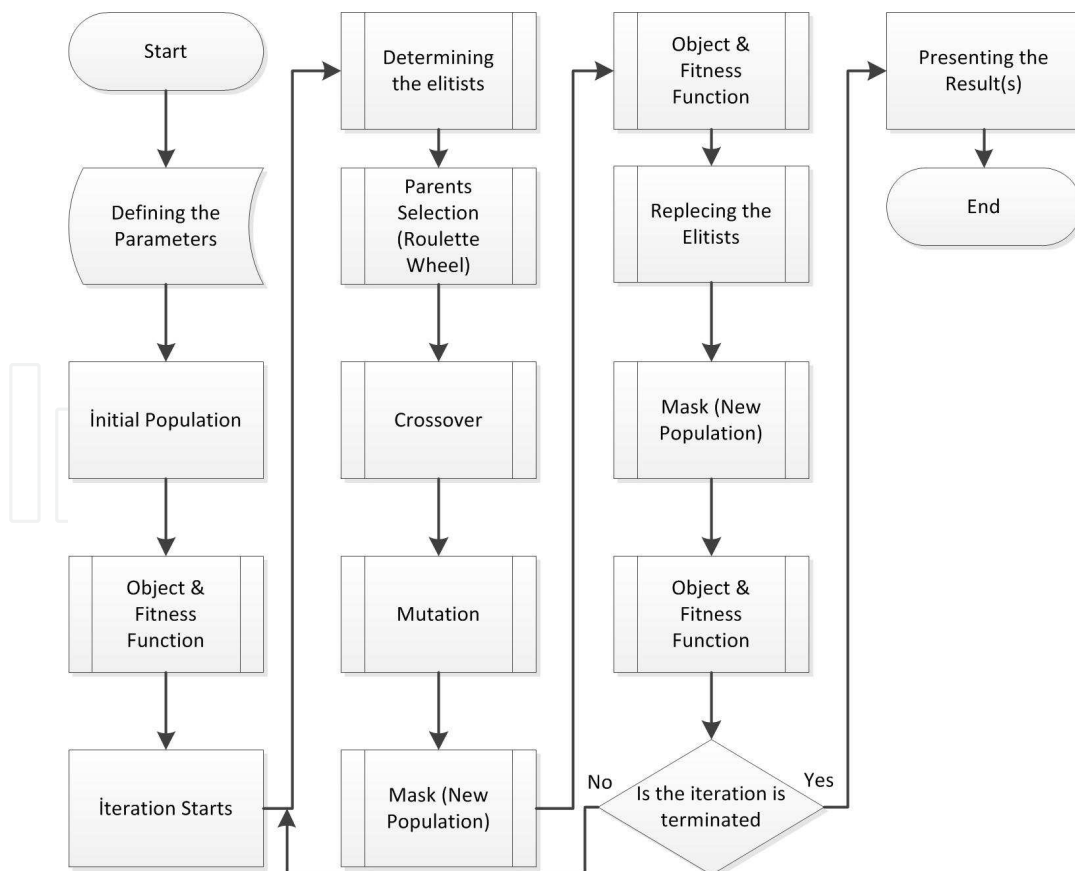 Start
Defining the
Parameters
İnitial Population
Object &
Fitness
Function
İteration Starts
Determining
the elitists
Parents
Selection
(Roulette
Wheel)
Crossover
Mutation
Mask (New
Population)
Object &
Fitness
Function
Replecing the
Elitists
Mask (New
Population)
Object &
Fitness
Function
Is the iteration is
terminated
No
Yes
Presenting the
Result(s)
End